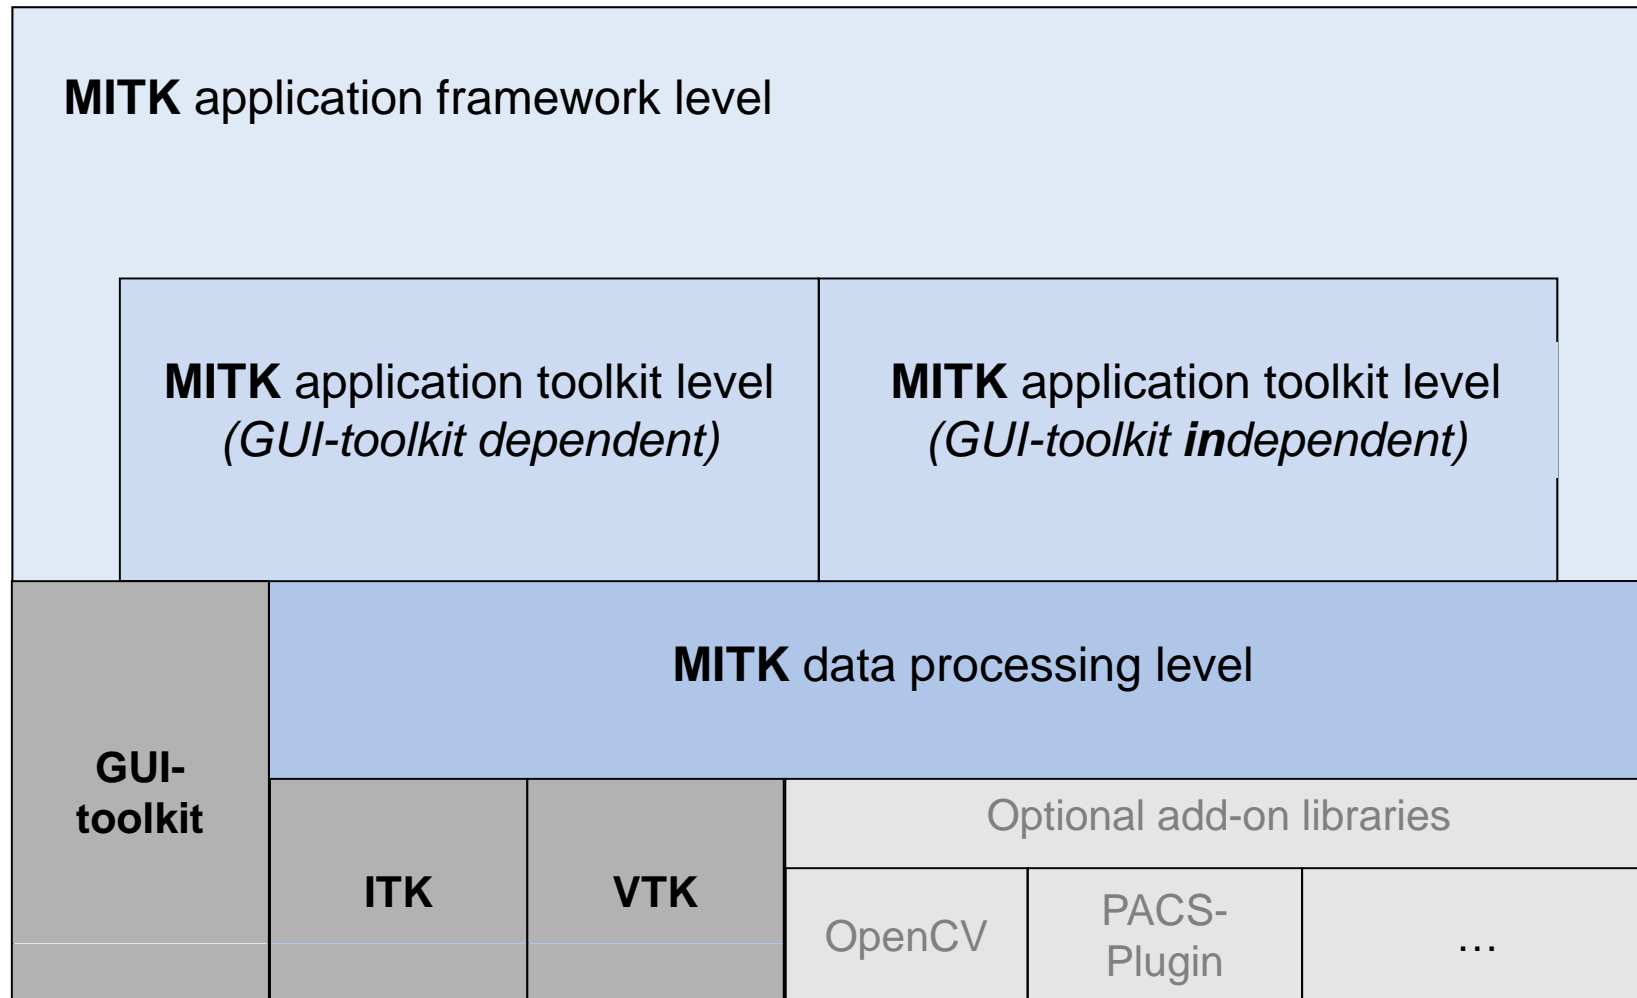 MITK application framework level
MITK application toolkit level
(GUI-toolkit dependent)
MITK application toolkit level
(GUI-toolkit independent)
MITK data processing level
GUI-
toolkit
ITK
VTK
Optional add-on libraries
OpenCV
PACS-
Plugin
...